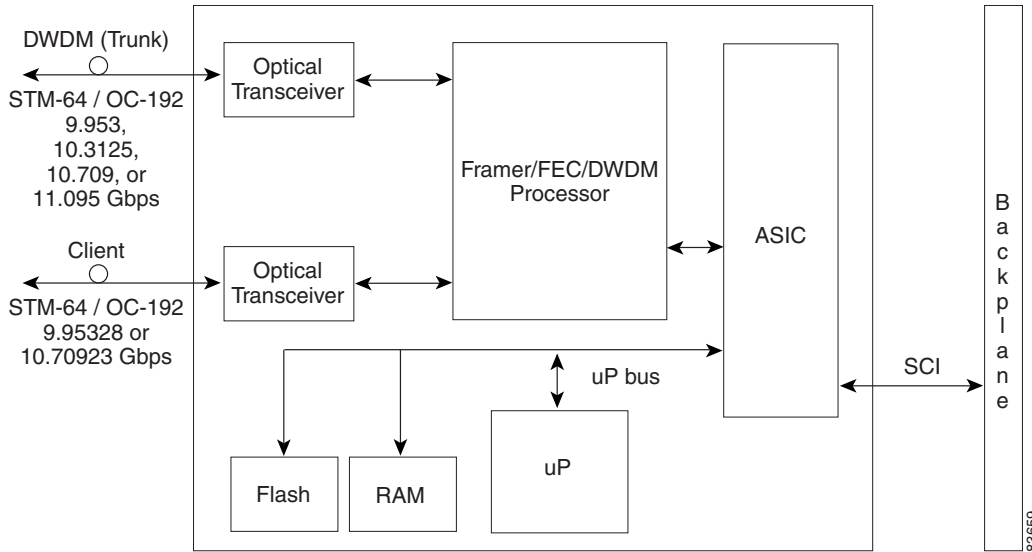 DWDM (Trunk)
STM-64 / OC-192
9.953,
10.3125,
10.709, or
11.095 Gbps
Optical
Transceiver
Framer/FEC/DWDM
Processor
ASIC
Client
STM-64 / OC-192
9.95328 or
10.70923 Gbps
Optical
Transceiver
uP bus
SCI
Backplane
Flash
RAM
uP
83659